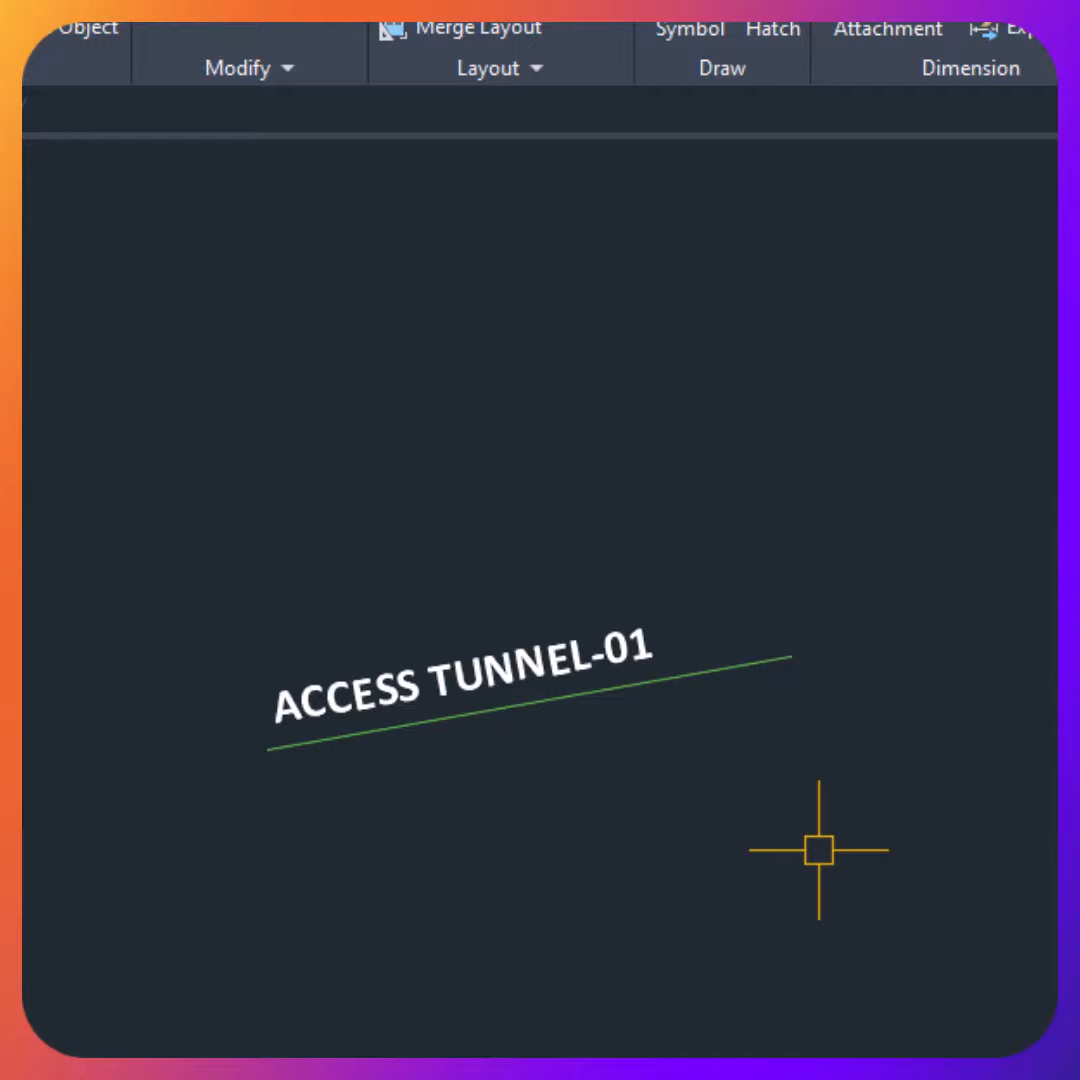 Object
Merge Layout
Symbol
Hatch
Attachment
Modify
Layout
Draw
Dimension
ACCESS TUNNEL-01